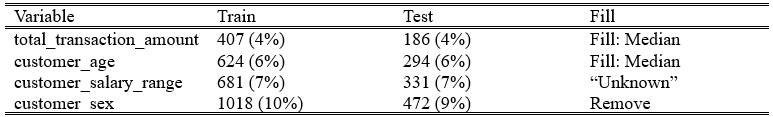 Variable Train Test Fill
total_transaction_amount 407 (4%) 186 (4%) Fill: Median
customer_age 624 (6%) 294 (6%) Fill: Median
customer_salary_range 681 (7%) 331 (7%) “Unknown”
customer_sex 1018 (10%) 472 (9%) Remove